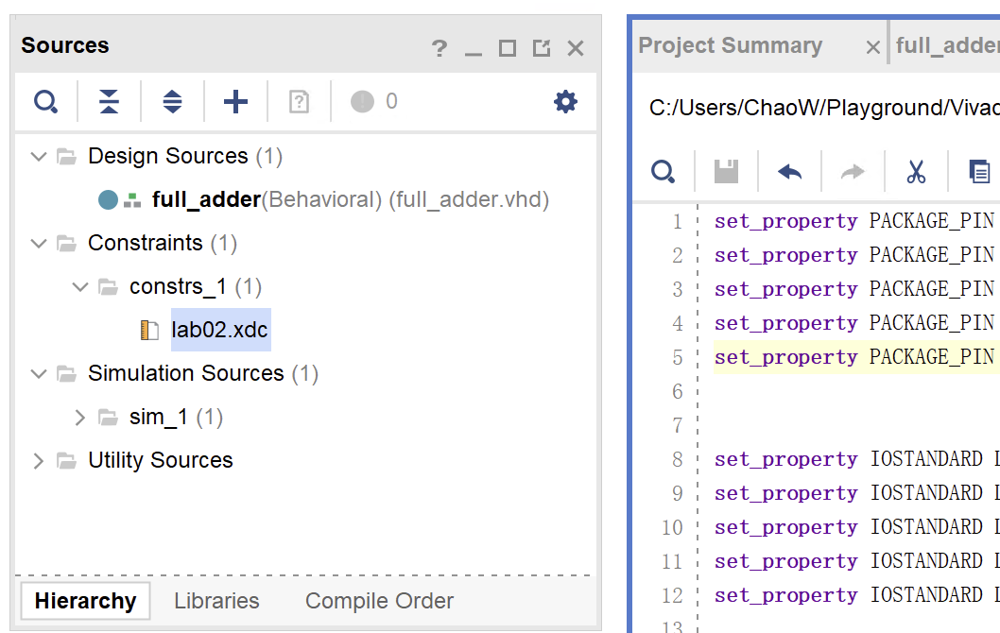 Sources
? 
0
Design Sources (1)
full_adder(Behavioral) (full_adder.vhd)
Constraints (1)
constrs_1 (1)
lab02.xdc
Simulation Sources (1)
sim_1 (1)
Utility Sources
Hierarchy Libraries Compile Order
Project Summary full_adder
C:/Users/ChaoW/Playground/Vivad
1 set_property PACKAGE_PIN
2 set_property PACKAGE_PIN
3 set_property PACKAGE_PIN
4 set_property PACKAGE_PIN
5 set_property PACKAGE_PIN
6
7
8 set_property IOSTANDARD L
9 set_property IOSTANDARD L
10 set_property IOSTANDARD L
11 set_property IOSTANDARD L
12 set_property IOSTANDARD L
13